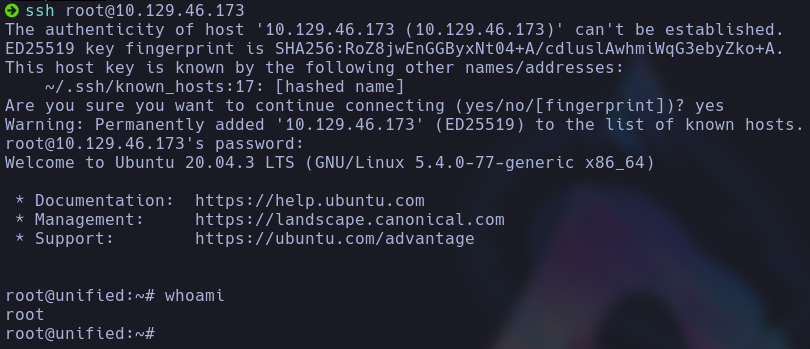 ssh root@10.129.46.173
The authenticity of host '10.129.46.173 (10.129.46.173)' can't be established.
ED25519 key fingerprint is SHA256:RoZ8jwEnGGByxNt04+A/cdluslAwhmiWqG3ebyZko+A.
This host key is known by the following other names/addresses:
    ~/.ssh/known_hosts:17: [hashed name]
Are you sure you want to continue connecting (yes/no/[fingerprint])? yes
Warning: Permanently added '10.129.46.173' (ED25519) to the list of known hosts.
root@10.129.46.173's password:
Welcome to Ubuntu 20.04.3 LTS (GNU/Linux 5.4.0-77-generic x86_64)
 * Documentation:  https://help.ubuntu.com
 * Management:     https://landscape.canonical.com
 * Support:        https://ubuntu.com/advantage
root@unified:~# whoami
root
root@unified:~#